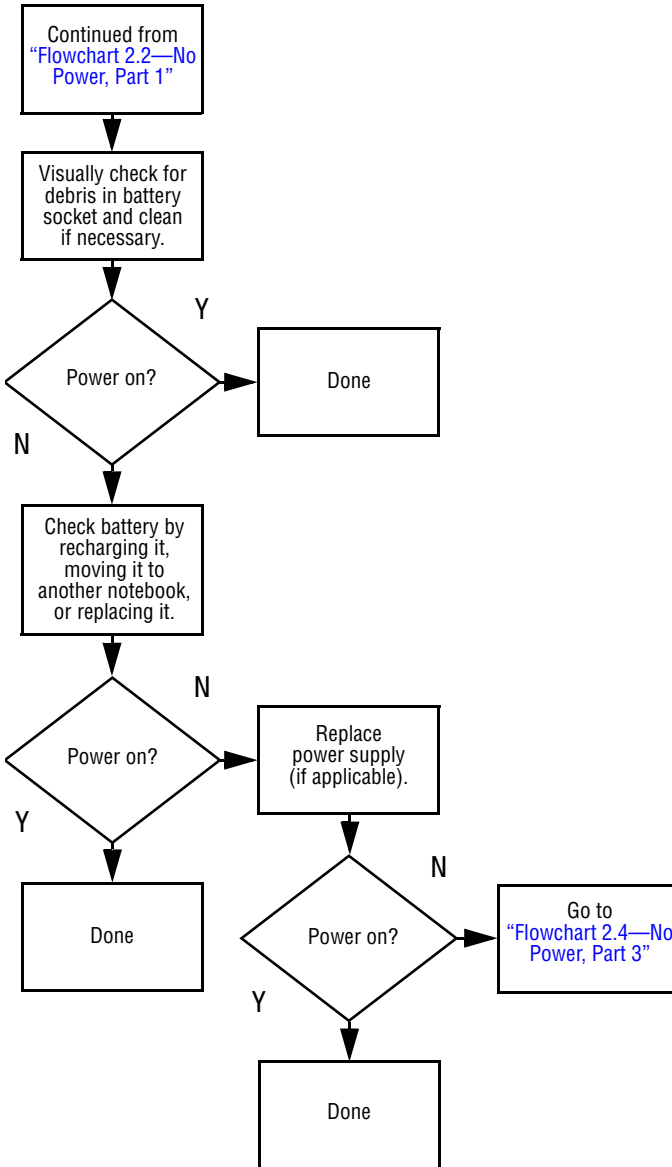 Continued from
“Flowchart 2.2—No
Power, Part 1”
Visually check for
debris in battery
socket and clean
if necessary.
Y
Power on?
Done
N
Check battery by
recharging it,
moving it to
another notebook,
or replacing it.
N
Power on?
Replace
power supply
(if applicable).
Y
Done
N
Power on?
Go to
“Flowchart 2.4—No
Power, Part 3”
Y
Done